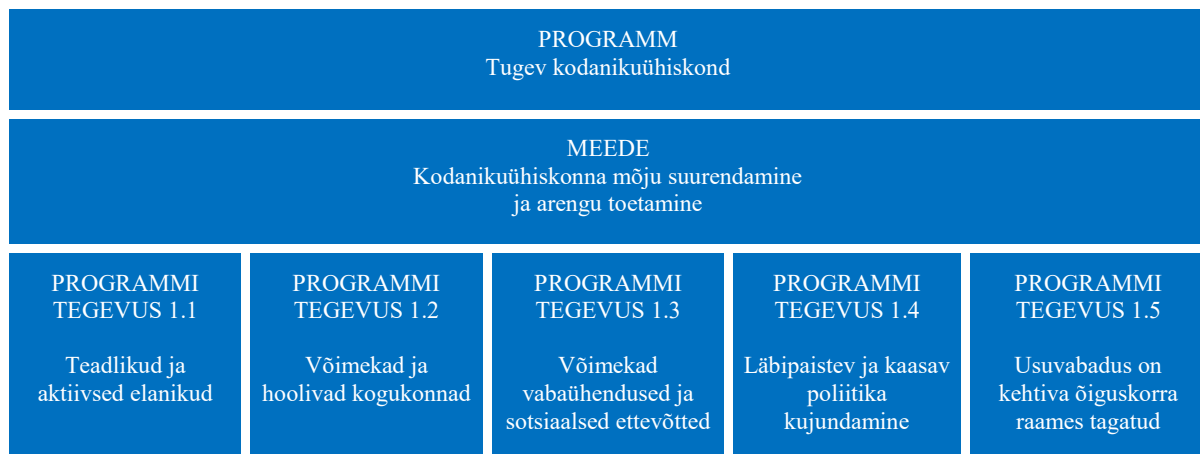 PROGRAMM
Tugev kodanikuühiskond
MEEDE
Kodanikuühiskonna mõju suurendamine
ja arengu toetamine
PROGRAMMI
TEGEVUS 1.1
Teadlikud ja
aktiivsed elanikud
PROGRAMMI
TEGEVUS 1.2
Võimekad ja
hoolivad kogukonnad
PROGRAMMI
TEGEVUS 1.3
Võimekad
vabaühendused ja
sotsiaalsed ettevõtted
PROGRAMMI
TEGEVUS 1.4
Läbipaistev ja kaasav
poliitika
kujundamine
PROGRAMMI
TEGEVUS 1.5
Usuvabadus on
kehtiva õiguskorra
raames tagatud